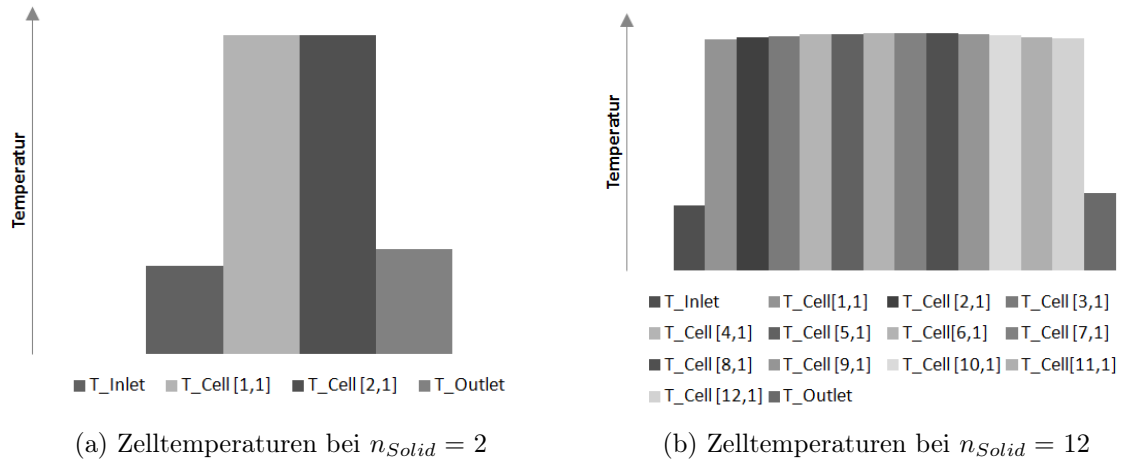 Temperatur
T_Inlet T_Cell [1,1] T_Cell [2,1] T_Outlet
(a) Zelltemperaturen bei n_Solid = 2
Temperatur
T_Inlet T_Cell[1,1] T_Cell [2,1] T_Cell [3,1]
T_Cell [4,1] T_Cell [5,1] T_Cell[6,1] T_Cell [7,1]
T_Cell [8,1] T_Cell [9,1] T_Cell [10,1] T_Cell[11,1]
T_Cell [12,1] T_Outlet
(b) Zelltemperaturen bei n_Solid = 12